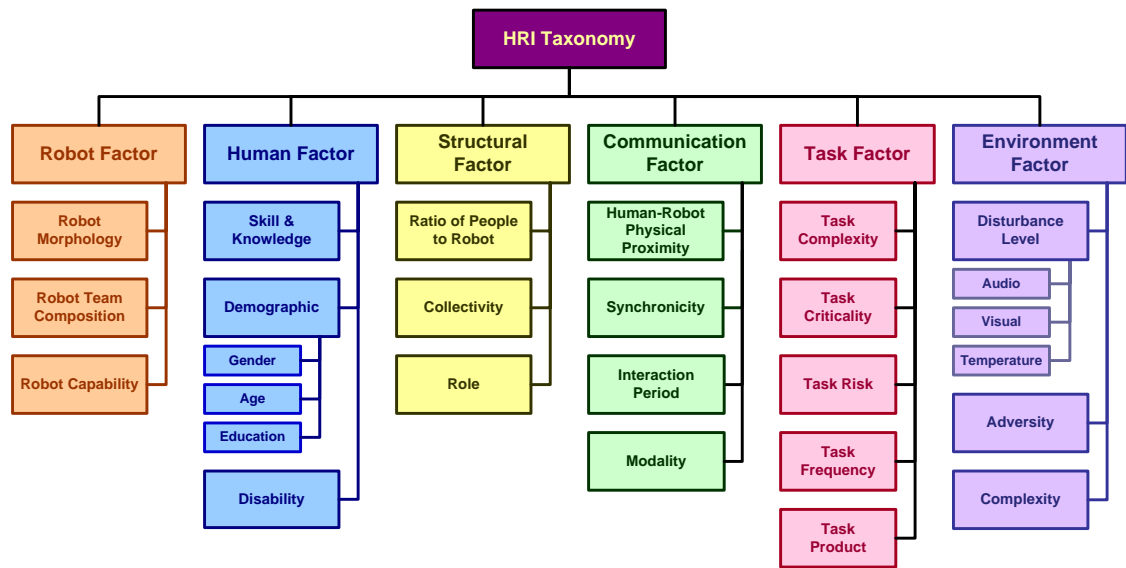 HRI Taxonomy
Robot Factor
Robot
Morphology
Robot Team
Composition
Robot Capability
Human Factor
Skill &
Knowledge
Demographic
Gender
Age
Education
Disability
Structural
Factor
Ratio of People
to Robot
Collectivity
Role
Communication
Factor
Human-Robot
Physical
Proximity
Synchronicity
Interaction
Period
Modality
Task Factor
Task
Complexity
Task
Criticality
Task Risk
Task
Frequency
Task
Product
Environment
Factor
Disturbance
Level
Audio
Visual
Temperature
Adversity
Complexity